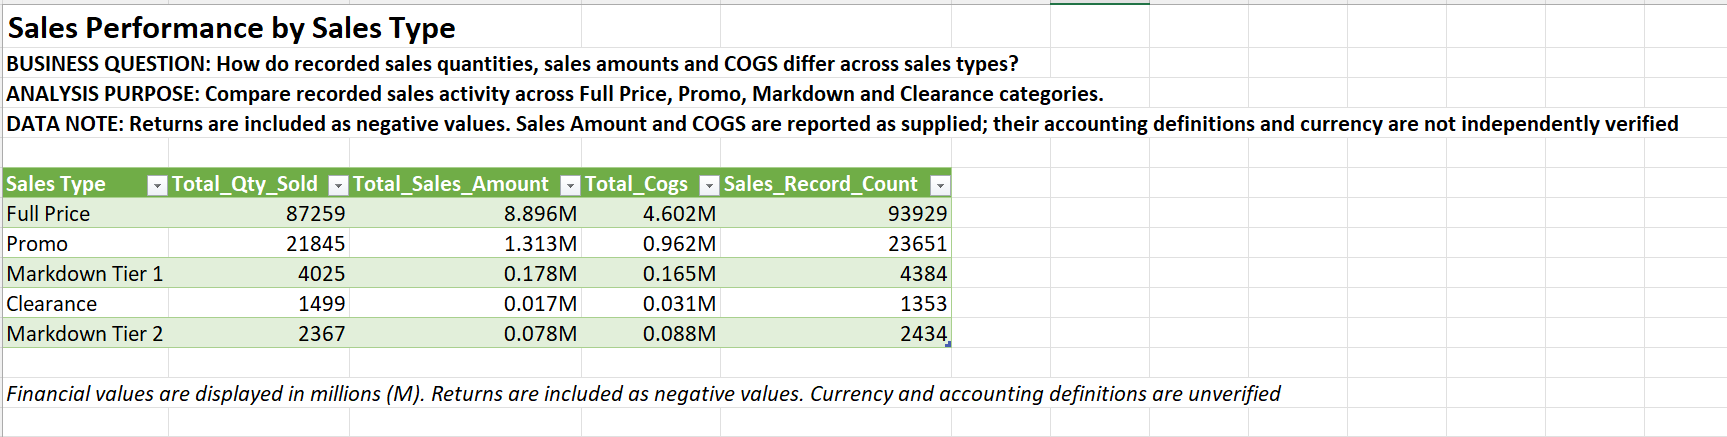 Sales Performance by Sales Type
BUSINESS QUESTION: How do recorded sales quantities, sales amounts and COGS differ across sales types?
ANALYSIS PURPOSE: Compare recorded sales activity across Full Price, Promo, Markdown and Clearance categories.
DATA NOTE: Returns are included as negative values. Sales Amount and COGS are reported as supplied; their accounting definitions and currency are not independently verified
Sales Type Total_Qty_Sold Total_Sales_Amount Total_Cogs Sales_Record_Count
Full Price 87259 8.896M 4.602M 93929
Promo 21845 1.313M 0.962M 23651
Markdown Tier 1 4025 0.178M 0.165M 4384
Clearance 1499 0.017M 0.031M 1353
Markdown Tier 2 2367 0.078M 0.088M 2434
Financial values are displayed in millions (M). Returns are included as negative values. Currency and accounting definitions are unverified